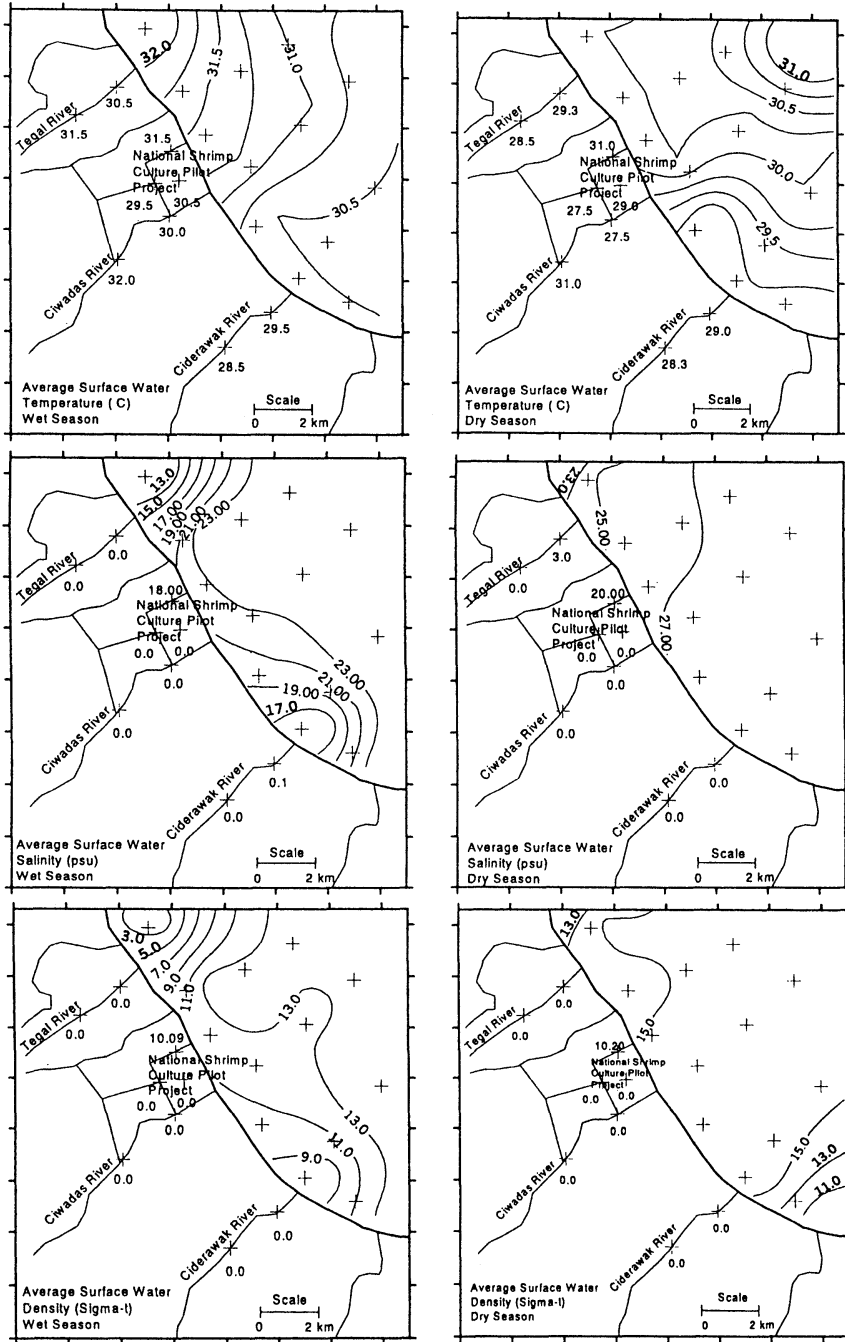 32.0
31.5
31.0
30.5
31.5
Tegal River
31.5
National Shrimp
Culture Pilot
Project
29.5
30.5
30.0
30.5
Ciwadas River
32.0
Ciderawak River
29.5
28.5
Average Surface Water
Temperature ( C)
Wet Season
Scale
0 2 km
31.0
30.5
29.3
Tegal River
28.5
31.0
National Shrimp
Culture Pilot
Project
30.0
27.5
29.0
27.5
29.5
Ciwadas River
31.0
Ciderawak River
29.0
28.3
Average Surface Water
Temperature ( C)
Dry Season
Scale
0 2 km
13.0
15.0
17.00
19.00
21.00
23.00
0.0
Tegal River
0.0
18.00
National Shrimp
Culture Pilot
Project
0.0
0.0
0.0
23.00
21.00
19.00
17.0
Ciwadas River
0.0
Ciderawak River
0.1
0.0
Average Surface Water
Salinity (psu)
Wet Season
Scale
0 2 km
23.0
25.00
3.0
Tegal River
0.0
20.00
National Shrimp
Culture Pilot
Project
0.0
0.0
0.0
27.00
Ciwadas River
0.0
Ciderawak River
0.0
0.0
Average Surface Water
Salinity (psu)
Dry Season
Scale
0 2 km
3.0
5.0
7.0
9.0
11.0
13.0
0.0
Tegal River
0.0
10.09
National Shrimp
Culture Pilot
Project
0.0
0.0
0.0
13.0
11.0
9.0
Ciwadas River
0.0
Ciderawak River
0.0
0.0
Average Surface Water
Density (Sigma-t)
Wet Season
Scale
0 2 km
13.0
0.0
Tegal River
0.0
15.0
10.20
National Shrimp
Culture Pilot
Project
0.0
0.0
0.0
15.0
13.0
11.0
Ciwadas River
0.0
Ciderawak River
0.0
0.0
Average Surface Water
Density (Sigma-t)
Dry Season
Scale
0 2 km